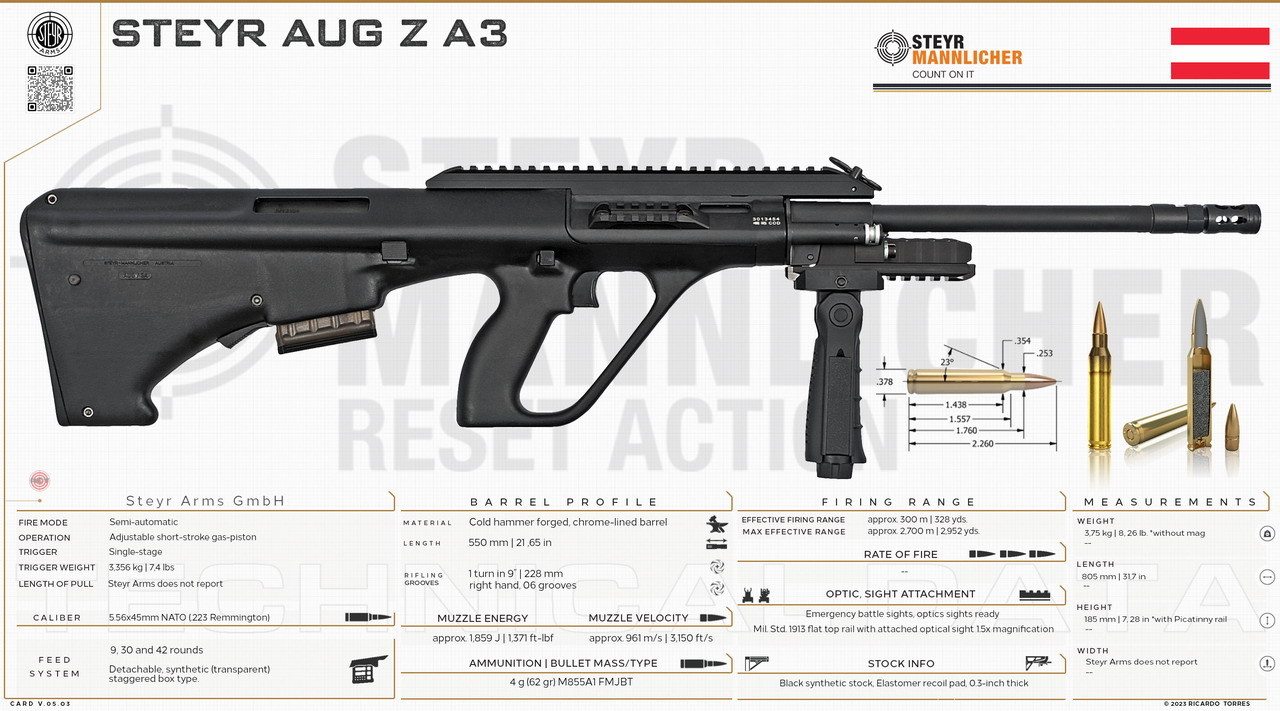 STEYR ARMS
STEYR AUG Z A3
STEYR
MANNLICHER
COUNT ON IT
STEYR
MANNLICHER
RESET ACTION
STEYR-MANNLICHER AUSTRIA
3013454
.354
.253
23°
.378
1.438
1.557
1.760
2.260
Steyr Arms GmbH
FIRE MODE Semi-automatic
OPERATION Adjustable short-stroke gas-piston
TRIGGER Single-stage
TRIGGER WEIGHT 3.356 kg | 7.4 lbs
LENGTH OF PULL Steyr Arms does not report
CALIBER 5.56x45mm NATO (223 Remmington)
FEED SYSTEM
9, 30 and 42 rounds
Detachable, synthetic (transparent)
staggered box type.
BARREL PROFILE
MATERIAL Cold hammer forged, chrome-lined barrel
LENGTH 550 mm | 21 ,65 in
RIFLING GROOVES
1 turn in 9" | 228 mm
right hand, 06 grooves
MUZZLE ENERGY MUZZLE VELOCITY
approx. 1,859 J | 1,371 ft-lbf approx. 961 m/s | 3,150 ft/s
AMMUNITION | BULLET MASS/TYPE
4 g (62 gr) M855A1 FMJBT
FIRING RANGE
EFFECTIVE FIRING RANGE approx. 300 m | 328 yds.
MAX EFFECTIVE RANGE approx. 2,700 m | 2,952 yds.
RATE OF FIRE
--
OPTIC, SIGHT ATTACHMENT
Emergency battle sights, optics sights ready
Mil. Std. 1913 flat top rail with attached optical sight 1.5x magnification
STOCK INFO
Black synthetic stock, Elastomer recoil pad, 0.3-inch thick
MEASUREMENTS
WEIGHT
3,75 kg | 8, 26 lb. *without mag
--
LENGTH
805 mm | 31.7 in
--
HEIGHT
185 mm | 7, 28 in *with Picatinny rail
--
WIDTH
Steyr Arms does not report
--
TECHNICAL DATA
CARD V.05.03
© 2023 RICARDO TORRES